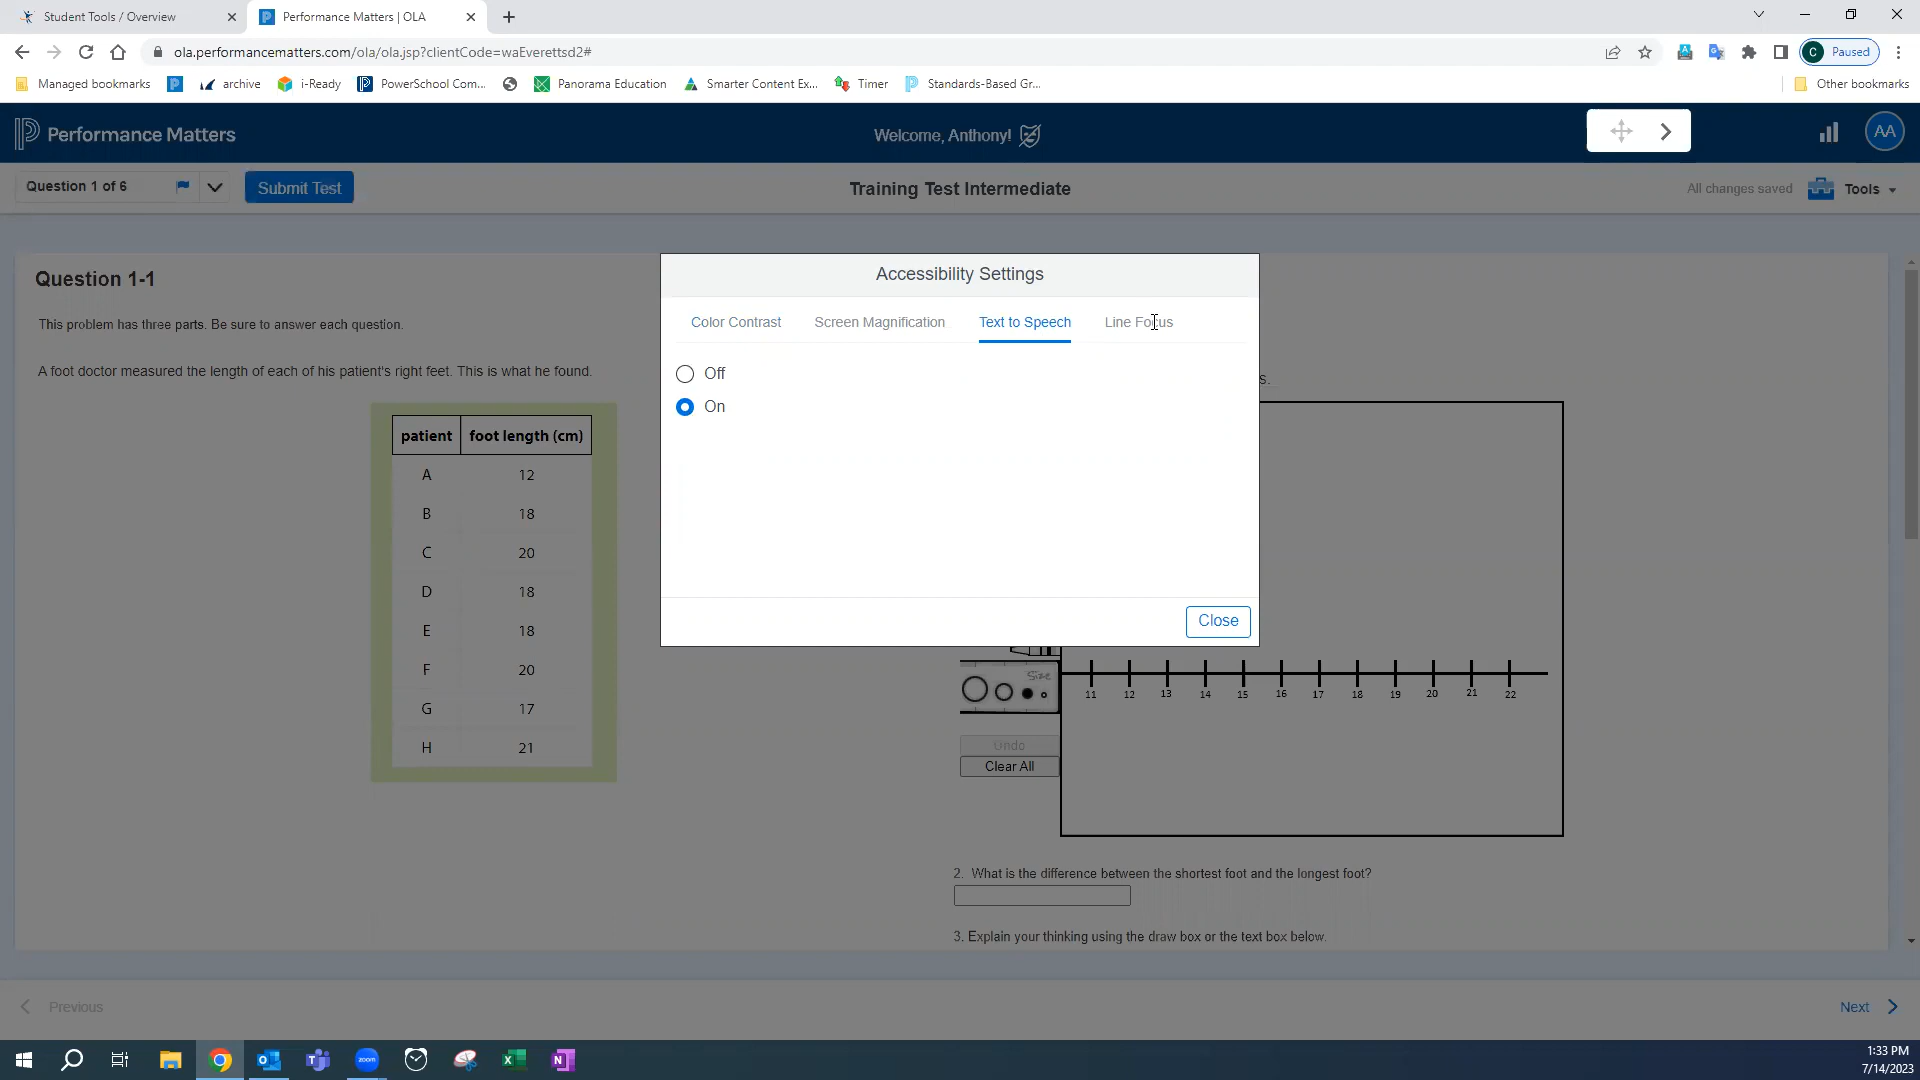 Student Tools / Overview
Performance Matters | OLA
ola.performancematters.com/ola/ola.jsp?clientCode=waEverettsd2#
C Paused
Managed bookmarks
archive
i-Ready
PowerSchool Com...
Panorama Education
Smarter Content Ex...
Timer
Standards-Based Gr...
Other bookmarks
Performance Matters
Welcome, Anthony!
AA
Question 1 of 6
Submit Test
Training Test Intermediate
All changes saved
Tools
Question 1-1
This problem has three parts. Be sure to answer each question.
A foot doctor measured the length of each of his patient's right feet. This is what he found.
patient foot length (cm)
A 12
B 18
C 20
D 18
E 18
F 20
G 17
H 21
Accessibility Settings
Color Contrast
Screen Magnification
Text to Speech
Line Focus
Off
On
Close
s.
Size
11 12 13 14 15 16 17 18 19 20 21 22
Undo
Clear All
2. What is the difference between the shortest foot and the longest foot?
3. Explain your thinking using the draw box or the text box below.
Previous
Next
zoom
1:33 PM
7/14/2023